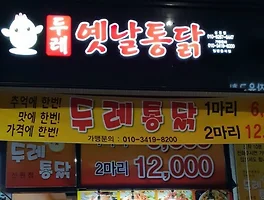 두레 옛날통닭
추억에 한번!
맛에 한번!
가격에 한번!
두레통닭
1마리
2마리
가맹문의 : 010-3419-8200
두레
통닭
2마리 12,000